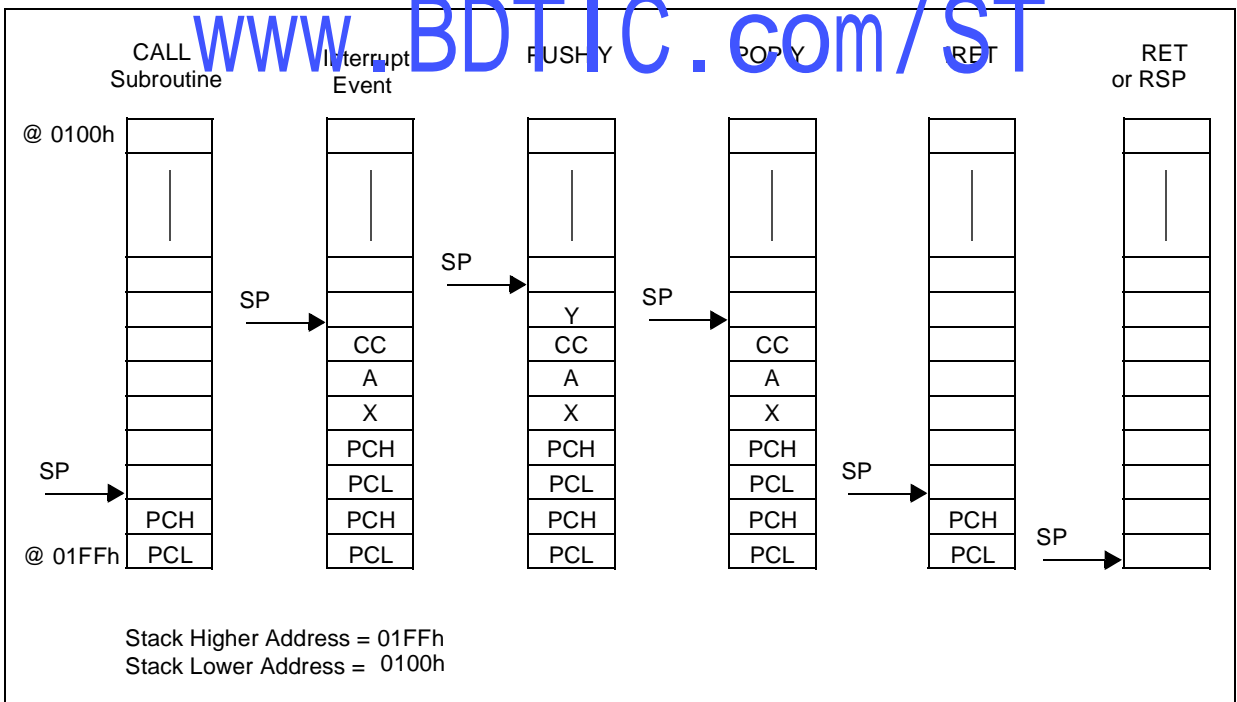 www.BDTIC.com/ST
CALL
Subroutine
Interrupt
Event
PUSH Y
POP Y
IRET
RET
or RSP
@ 0100h
SP
SP
SP
Y
CC
CC
CC
A
A
A
X
X
X
PCH
PCH
PCH
SP
SP
PCL
PCL
PCL
PCH
PCH
PCH
PCH
PCH
SP
@ 01FFh
PCL
PCL
PCL
PCL
PCL
Stack Higher Address = 01FFh
Stack Lower Address = 0100h